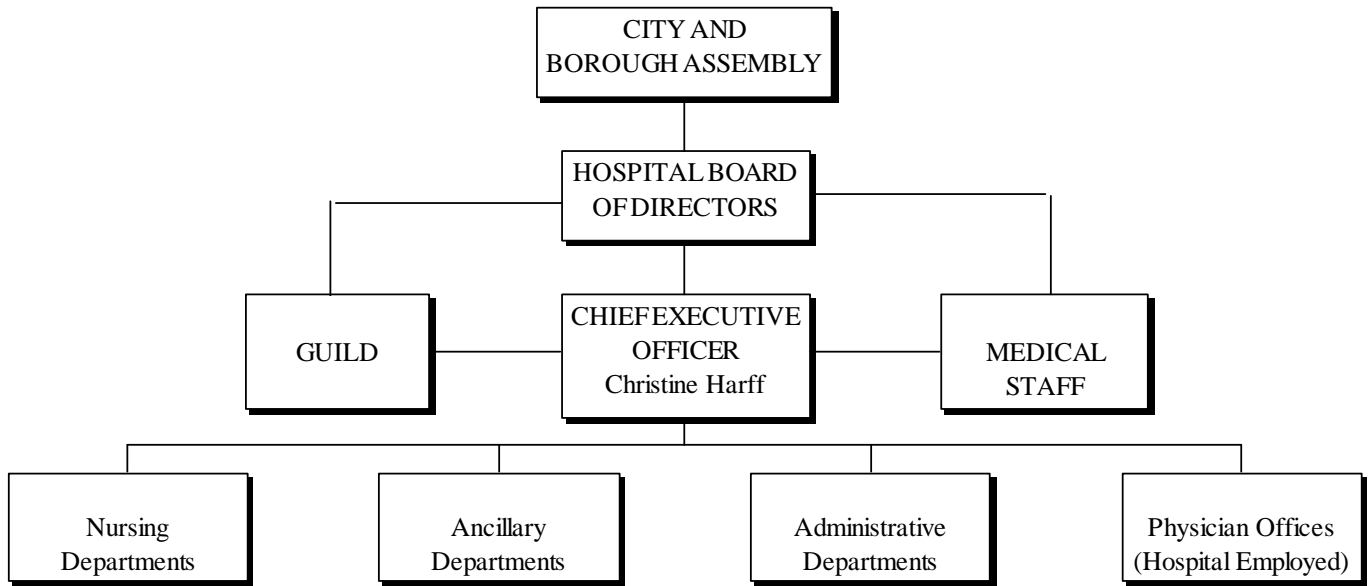 CITY AND
BOROUGH ASSEMBLY
HOSPITAL BOARD
OF DIRECTORS
GUILD
CHIEF EXECUTIVE
OFFICER
Christine Harff
MEDICAL
STAFF
Nursing
Departments
Ancillary
Departments
Administrative
Departments
Physician Offices
(Hospital Employed)